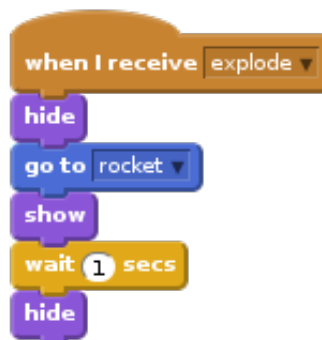 when I receive explode
hide
go to rocket
show
wait 1 secs
hide